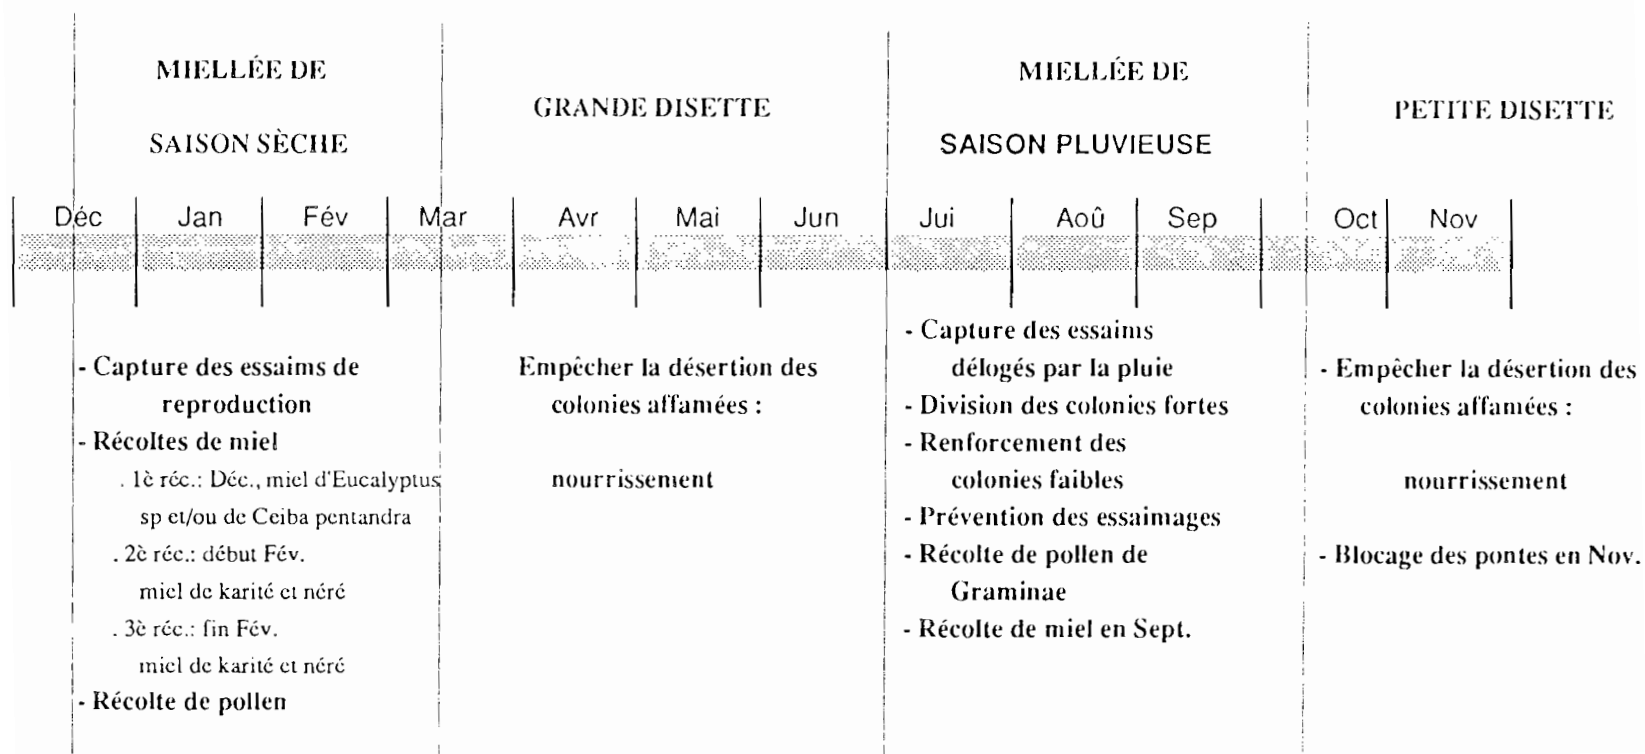 MIELLÉE DE
SAISON SÈCHE
GRANDE DISETTE
MIELLÉE DE
SAISON PLUVIEUSE
PETITE DISETTE
Déc Jan Fév Mar Avr Mai Jun Jui Aoû Sep Oct Nov
- Capture des essaims de
reproduction
- Récoltes de miel
. 1è réc.: Déc., miel d'Eucalyptus
sp et/ou de Ceiba pentandra
. 2è réc.: début Fév.
miel de karité et néré
. 3è réc.: fin Fév.
miel de karité et néré
- Récolte de pollen
Empêcher la désertion des
colonies affamées :
nourrissement
- Capture des essaims
délogés par la pluie
- Division des colonies fortes
- Renforcement des
colonies faibles
- Prévention des essaimages
- Récolte de pollen de
Graminae
- Récolte de miel en Sept.
- Empêcher la désertion des
colonies affamées :
nourrissement
- Blocage des pontes en Nov.